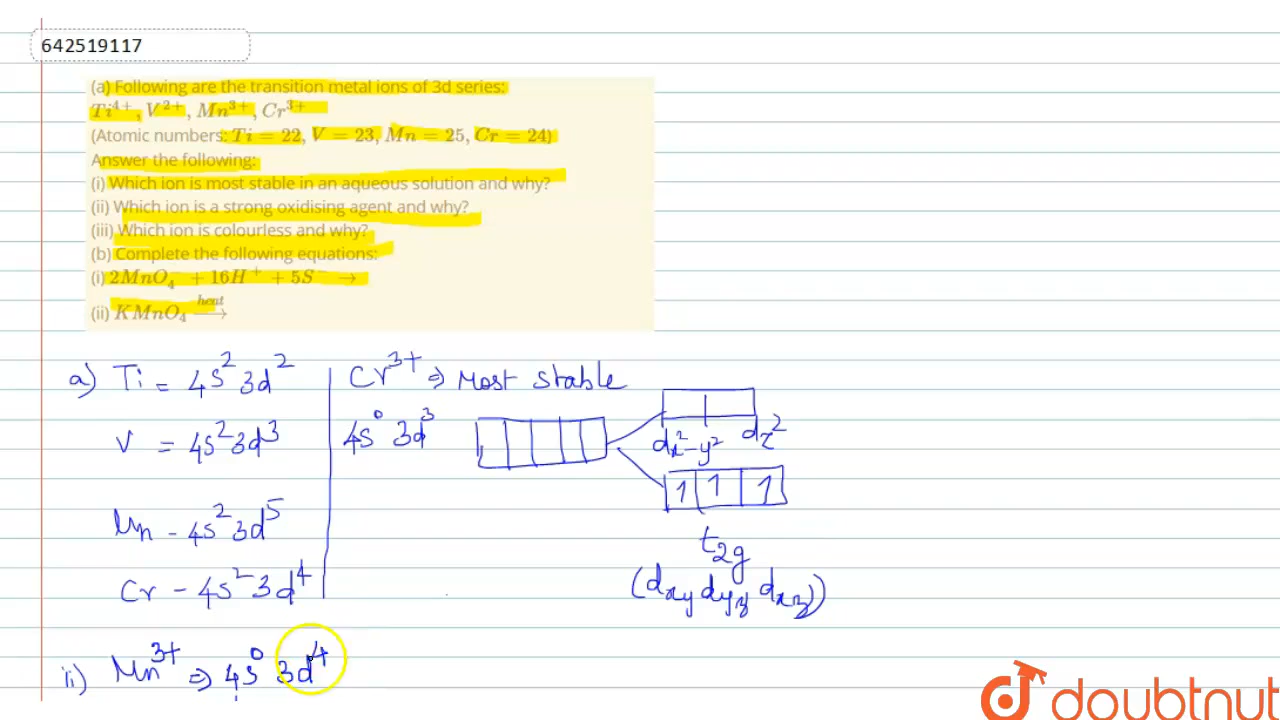 642519117
(a) Following are the transition metal ions of 3d series:
Ti⁴⁺, V²⁺, Mn³⁺, Cr³⁺
(Atomic numbers: Ti = 22, V = 23, Mn = 25, Cr = 24)
Answer the following:
(i) Which ion is most stable in an aqueous solution and why?
(ii) Which ion is a strong oxidising agent and why?
(iii) Which ion is colourless and why?
(b) Complete the following equations:
(i) 2MnO₄ + 16H⁺ + 5S →
(ii) KMnO₄ heat→
a) Ti = 4s² 3d²
V = 4s² 3d³
Mn - 4s² 3d⁵
Cr - 4s² 3d⁴
Cr³⁺ ⇒ Most stable
4s⁰ 3d³
dx²-y² dz²
1 1 1
t2g
(dxy dyz dxz)
ii) Mn³⁺ ⇒ 4s⁰ 3d⁴
doubtnut